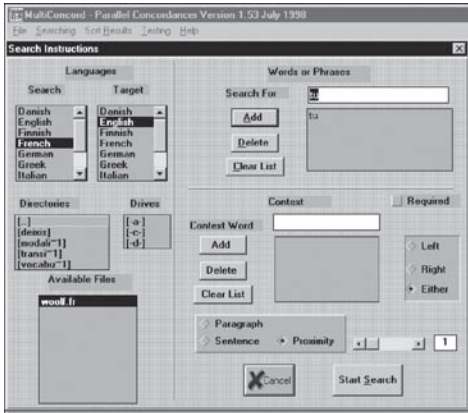 MultiConcord - Parallel Concordancer Version 1.53 July 1998
File Searching Sort Results Testing Help
Search Instructions
Languages
Search Target
Danish
English
Finnish
French
German
Greek
Italian
Danish
English
Finnish
French
German
Greek
Italian
Directories Drives
[..]
[deixis]
[modali~1]
[transi~1]
[vocabu~1]
[-a-]
[-c-]
[-d-]
Available Files
woolf.fr
Words or Phrases
Search For
tu
Add
Delete
Clear List
tu
Context
Required
Context Word
Add
Delete
Clear List
Left
Right
Either
Paragraph
Sentence Proximity
1
Cancel
Start Search